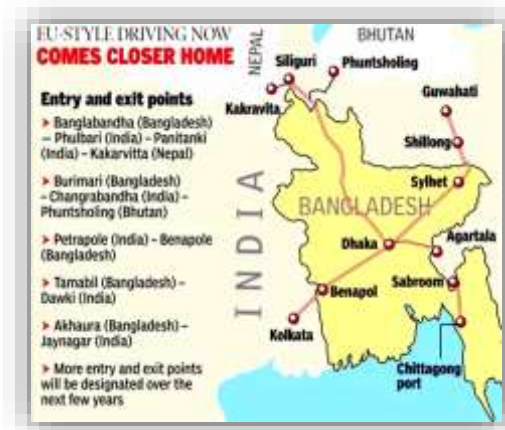 EU-STYLE DRIVING NOW
COMES CLOSER HOME
Entry and exit points
➤ Banglabandha (Bangladesh)
– Phulbari (India) – Panitanki
(India) – Kakarvitta (Nepal)
➤ Burimari (Bangladesh)
– Changrabandha (India) –
Phuntsholing (Bhutan)
➤ Petrapole (India) – Benapole
(Bangladesh)
➤ Tamabil (Bangladesh) –
Dawki (India)
➤ Akhaura (Bangladesh) –
Jaynagar (India)
➤ More entry and exit points
will be designated over the
next few years
NEPAL
BHUTAN
Siliguri
Phuntsholing
Kakravita
Guwahati
Shillong
Sylhet
INDIA
BANGLADESH
Dhaka
Agartala
Benapol
Sabroom
Kolkata
Chittagong
port